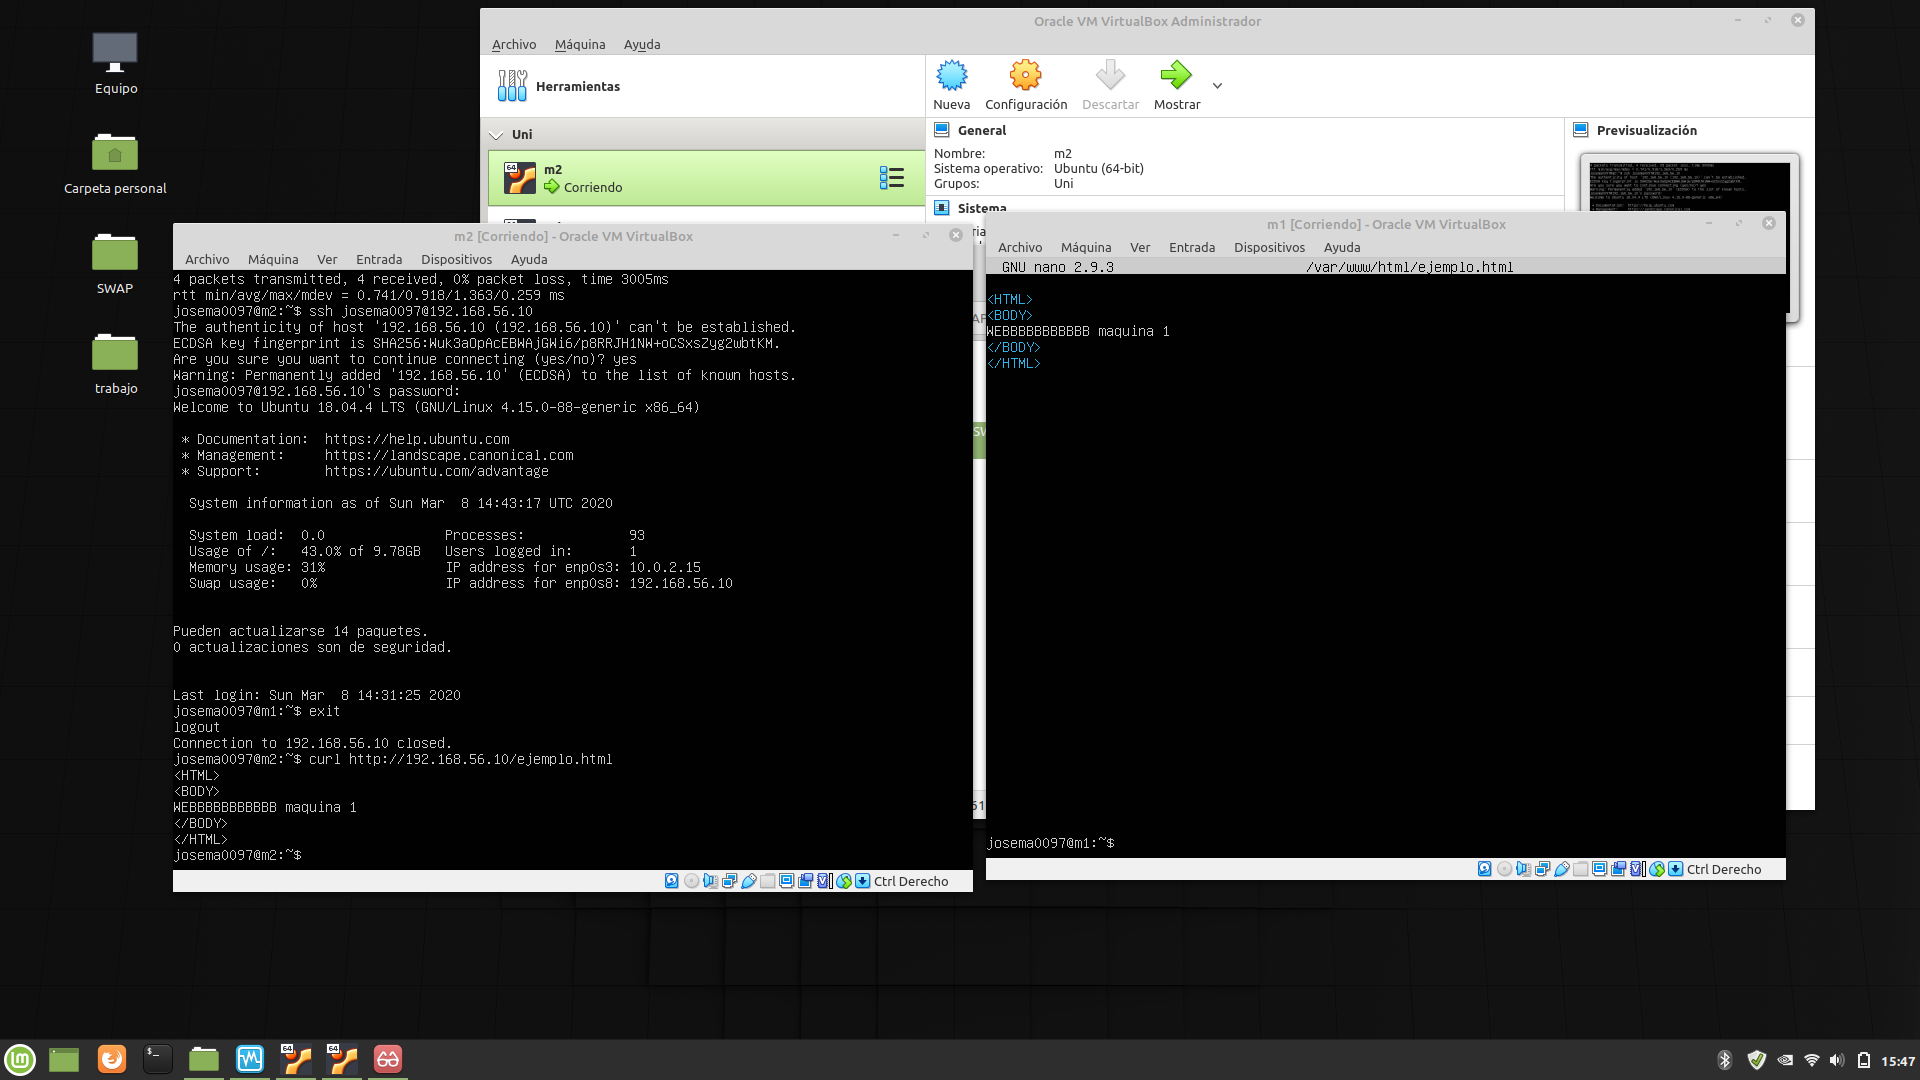 Equipo
Carpeta personal
SWAP
trabajo
Oracle VM VirtualBox Administrador
Archivo Máquina Ayuda
Herramientas
Nueva Configuración Descartar Mostrar
Uni
m2
Corriendo
General
Nombre: m2
Sistema operativo: Ubuntu (64-bit)
Grupos: Uni
Sistema
Previsualización
m2 [Corriendo] - Oracle VM VirtualBox
Archivo Máquina Ver Entrada Dispositivos Ayuda
4 packets transmitted, 4 received, 0% packet loss, time 3005ms
rtt min/avg/max/mdev = 0.741/0.918/1.363/0.259 ms
josema0097@m2:~$ ssh josema0097@192.168.56.10
The authenticity of host '192.168.56.10 (192.168.56.10)' can't be established.
ECDSA key fingerprint is SHA256:Wuk3aOpAcEBWAjGWi6/p8RRJH1NW+oCSxsZyg2wbtKM.
Are you sure you want to continue connecting (yes/no)? yes
Warning: Permanently added '192.168.56.10' (ECDSA) to the list of known hosts.
josema0097@192.168.56.10's password:
Welcome to Ubuntu 18.04.4 LTS (GNU/Linux 4.15.0-88-generic x86_64)
* Documentation: https://help.ubuntu.com
* Management: https://landscape.canonical.com
* Support: https://ubuntu.com/advantage
System information as of Sun Mar 8 14:43:17 UTC 2020
System load: 0.0 Processes: 93
Usage of /: 43.0% of 9.78GB Users logged in: 1
Memory usage: 31% IP address for enp0s3: 10.0.2.15
Swap usage: 0% IP address for enp0s8: 192.168.56.10
Pueden actualizarse 14 paquetes.
0 actualizaciones son de seguridad.
Last login: Sun Mar 8 14:31:25 2020
josema0097@m1:~$ exit
logout
Connection to 192.168.56.10 closed.
josema0097@m2:~$ curl http://192.168.56.10/ejemplo.html
<HTML>
<BODY>
WEBBBBBBBBBBB maquina 1
</BODY>
</HTML>
josema0097@m2:~$
Ctrl Derecho
m1 [Corriendo] - Oracle VM VirtualBox
Archivo Máquina Ver Entrada Dispositivos Ayuda
GNU nano 2.9.3 /var/www/html/ejemplo.html
<HTML>
<BODY>
WEBBBBBBBBBBB maquina 1
</BODY>
</HTML>
josema0097@m1:~$
Ctrl Derecho
15:47